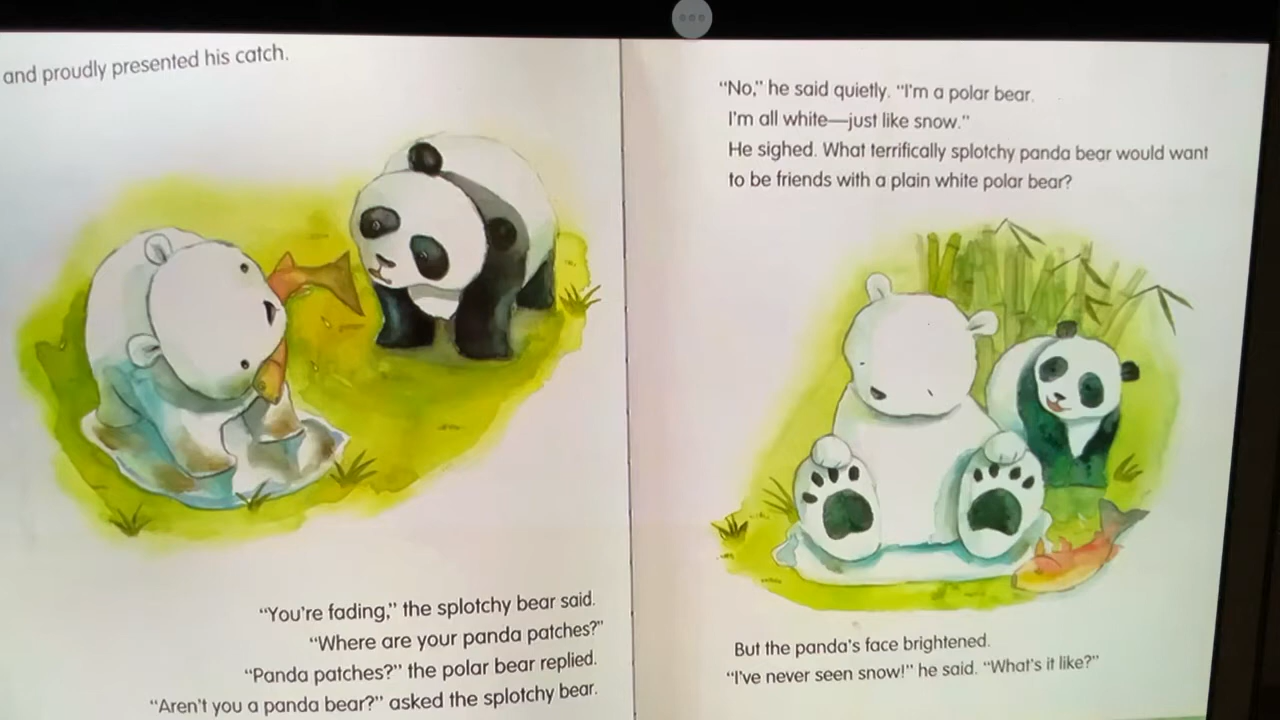 and proudly presented his catch.
"You're fading," the splotchy bear said.
"Where are your panda patches?"
"Panda patches?" the polar bear replied.
"Aren't you a panda bear?" asked the splotchy bear.
"No," he said quietly. "I'm a polar bear.
I'm all white—just like snow."
He sighed. What terrifically splotchy panda bear would want
to be friends with a plain white polar bear?
But the panda's face brightened.
"I've never seen snow!" he said. "What's it like?"